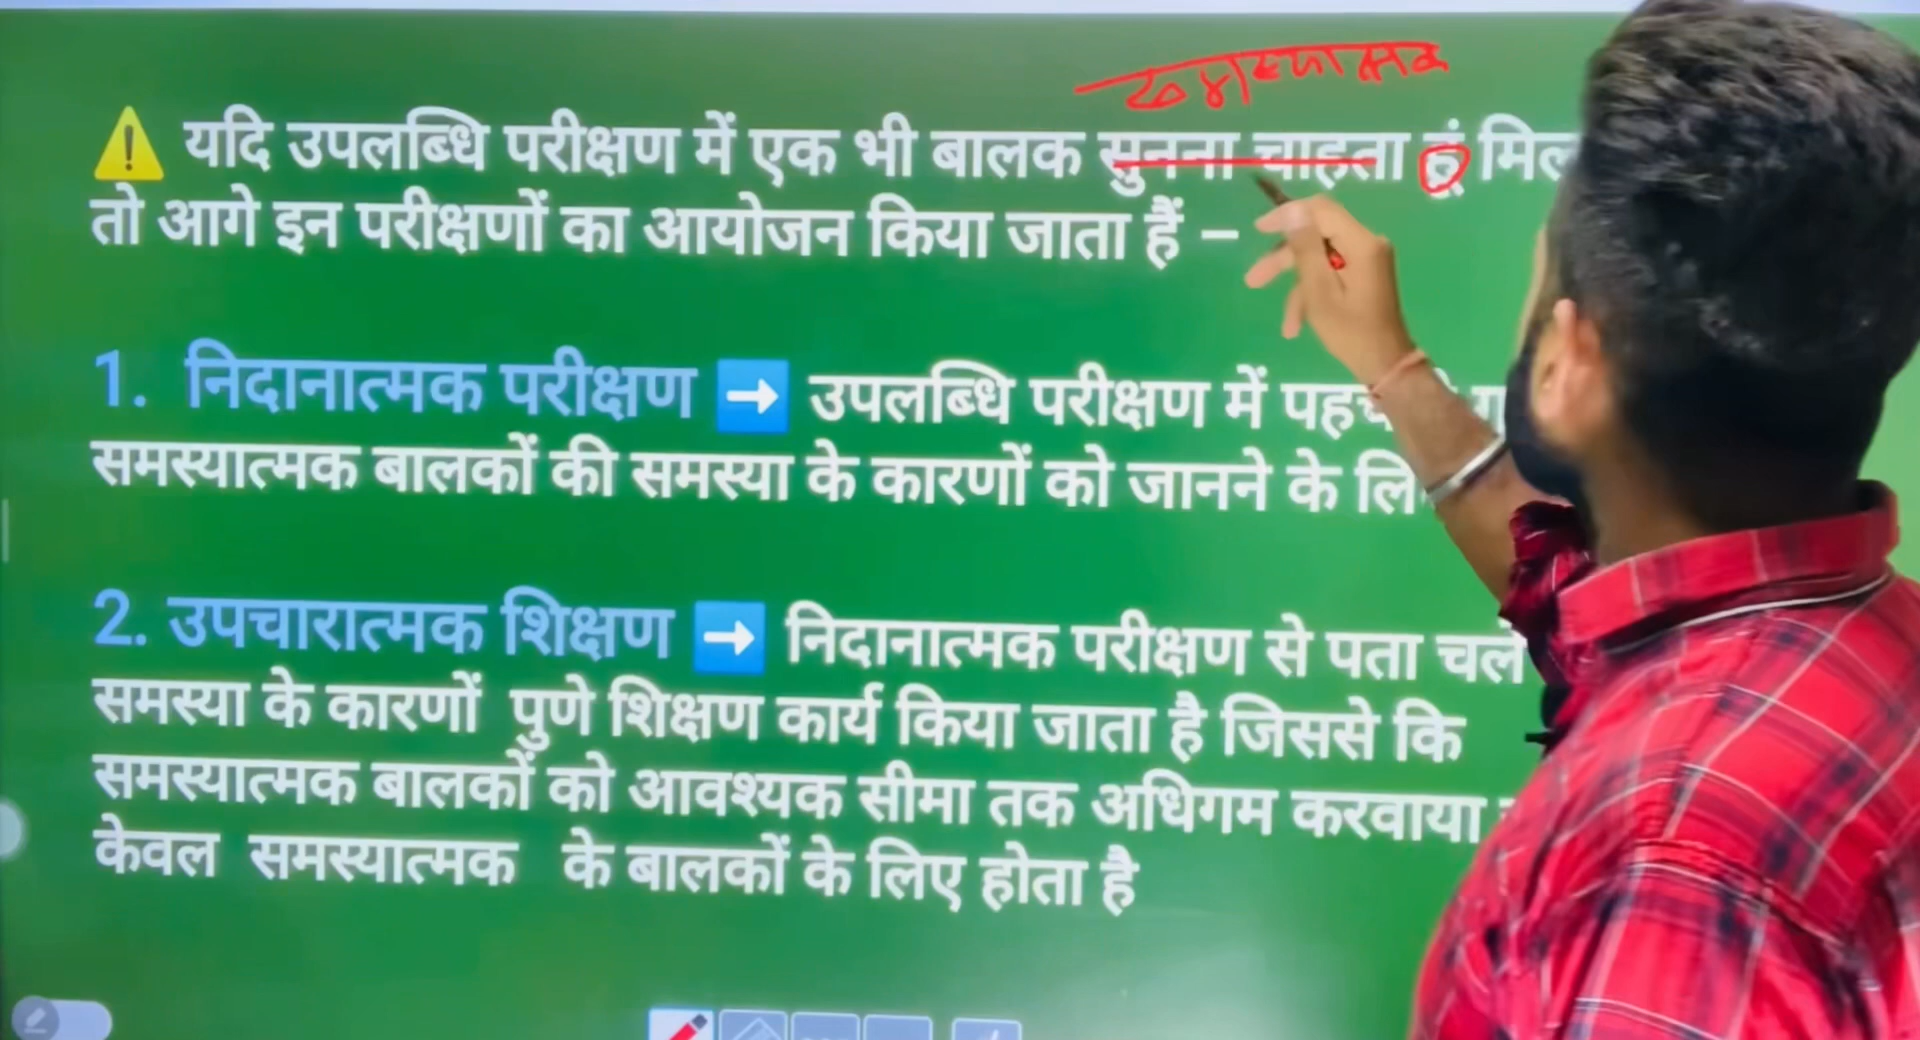 समस्यात्मक
यदि उपलब्धि परीक्षण में एक भी बालक सुनना चाहता हूं
तो आगे इन परीक्षणों का आयोजन किया जाता हैं –
1. निदानात्मक परीक्षण ➡ उपलब्धि परीक्षण में
समस्यात्मक बालकों की समस्या के कारणों को जानने के
2. उपचारात्मक शिक्षण ➡ निदानात्मक परीक्षण से पता चले
समस्या के कारणों पुणे शिक्षण कार्य किया जाता है जिससे कि
समस्यात्मक बालकों को आवश्यक सीमा तक अधिगम करवाया
केवल समस्यात्मक के बालकों के लिए होता है